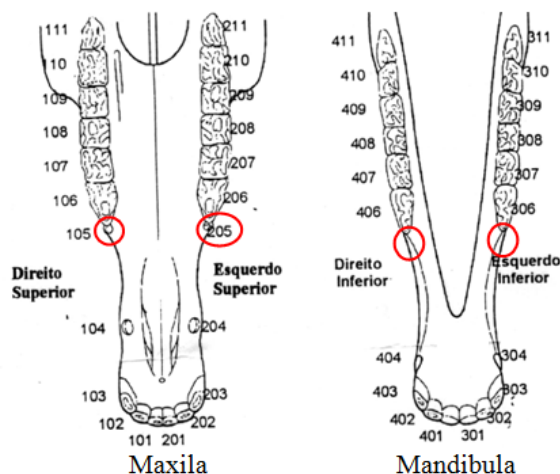 111 211
110 210
109 209
108 208
107 207
106 206
105 205
Direito
Superior
Esquerdo
Superior
104 204
103 203
102 202
101 201
Maxila
411 311
410 310
409 309
408 308
407 307
406 306
Direito
Inferior
Esquerdo
Inferior
404 304
403 303
402 302
401 301
Mandibula